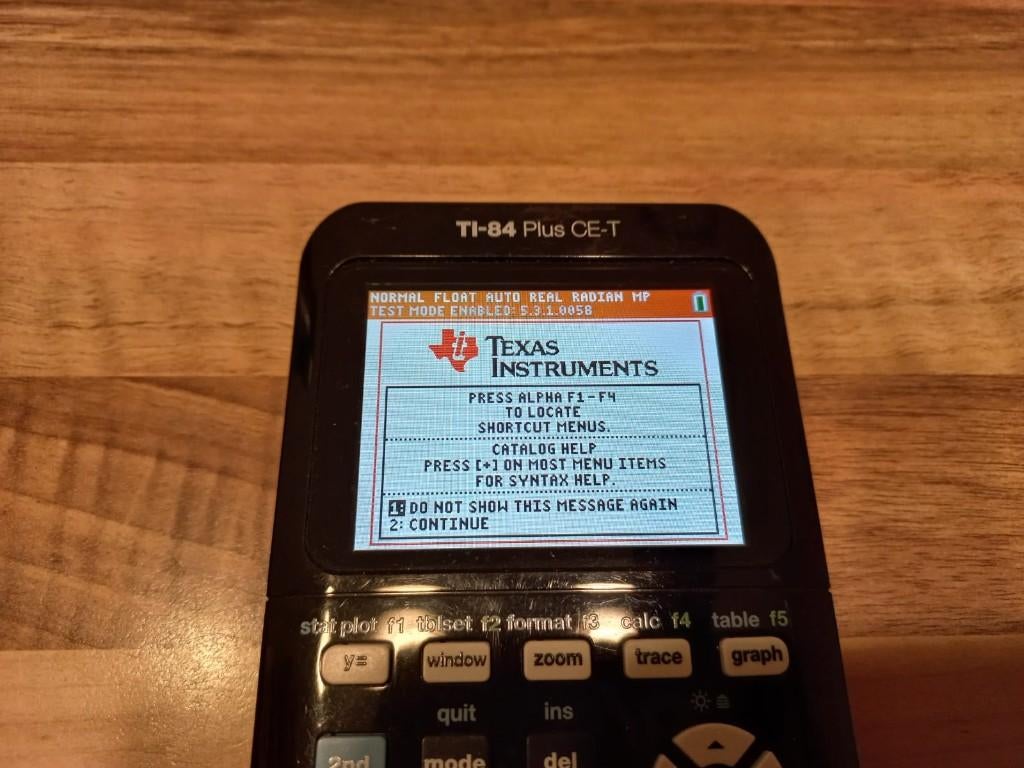 TI-84 Plus CE-T
NORMAL FLOAT AUTO REAL RADIAN MP
TEST MODE ENABLED: 5.3.1.0058
TEXAS
INSTRUMENTS
PRESS ALPHA F1-F4
TO LOCATE
SHORTCUT MENUS.
CATALOG HELP
PRESS [+] ON MOST MENU ITEMS
FOR SYNTAX HELP.
1: DO NOT SHOW THIS MESSAGE AGAIN
2: CONTINUE
stat plot f1 tblset f2 format f3 calc f4 table f5
y= window zoom trace graph
quit ins
2nd mode del